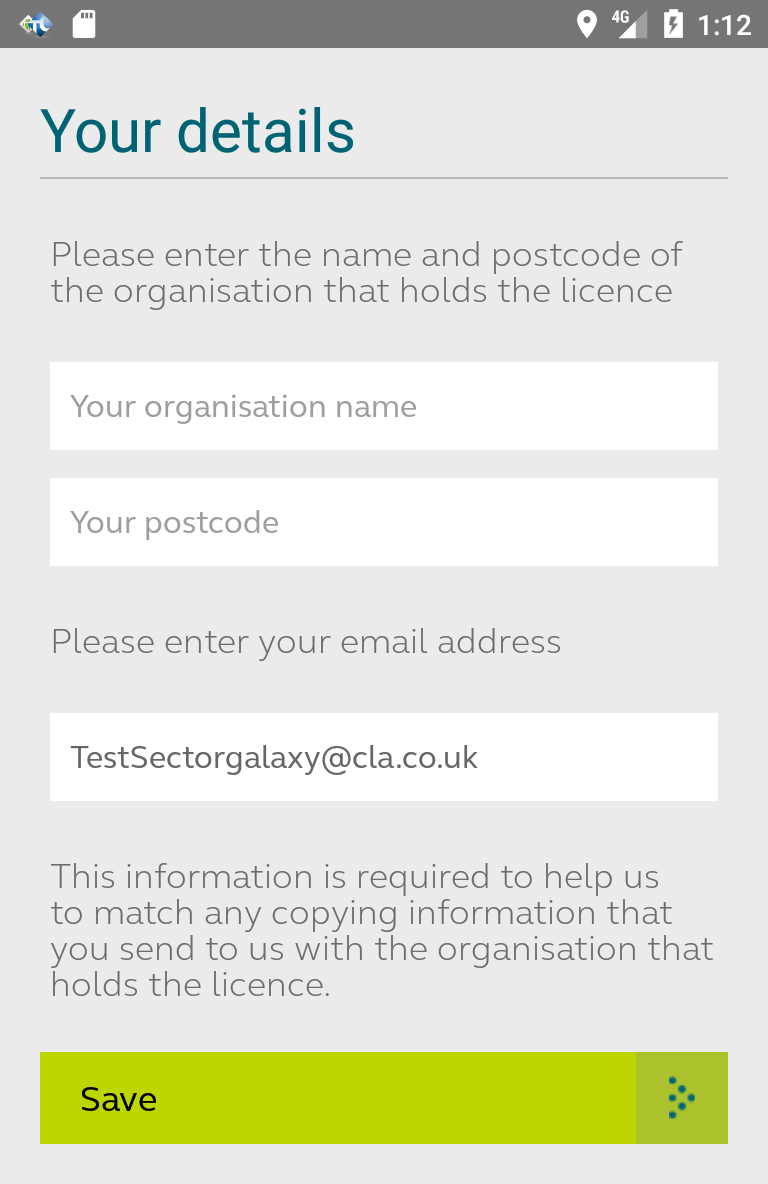 4G 1:12
Your details
Please enter the name and postcode of
the organisation that holds the licence
Your organisation name
Your postcode
Please enter your email address
TestSectorgalaxy@cla.co.uk
This information is required to help us
to match any copying information that
you send to us with the organisation that
holds the licence.
Save